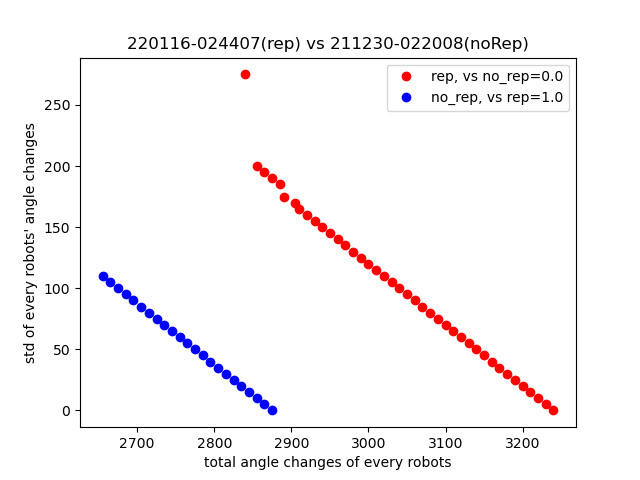 220116-024407(rep) vs 211230-022008(noRep)
rep, vs no_rep=0.0
no_rep, vs rep=1.0
std of every robots' angle changes
250
200
150
100
50
0
2700 2800 2900 3000 3100 3200
total angle changes of every robots